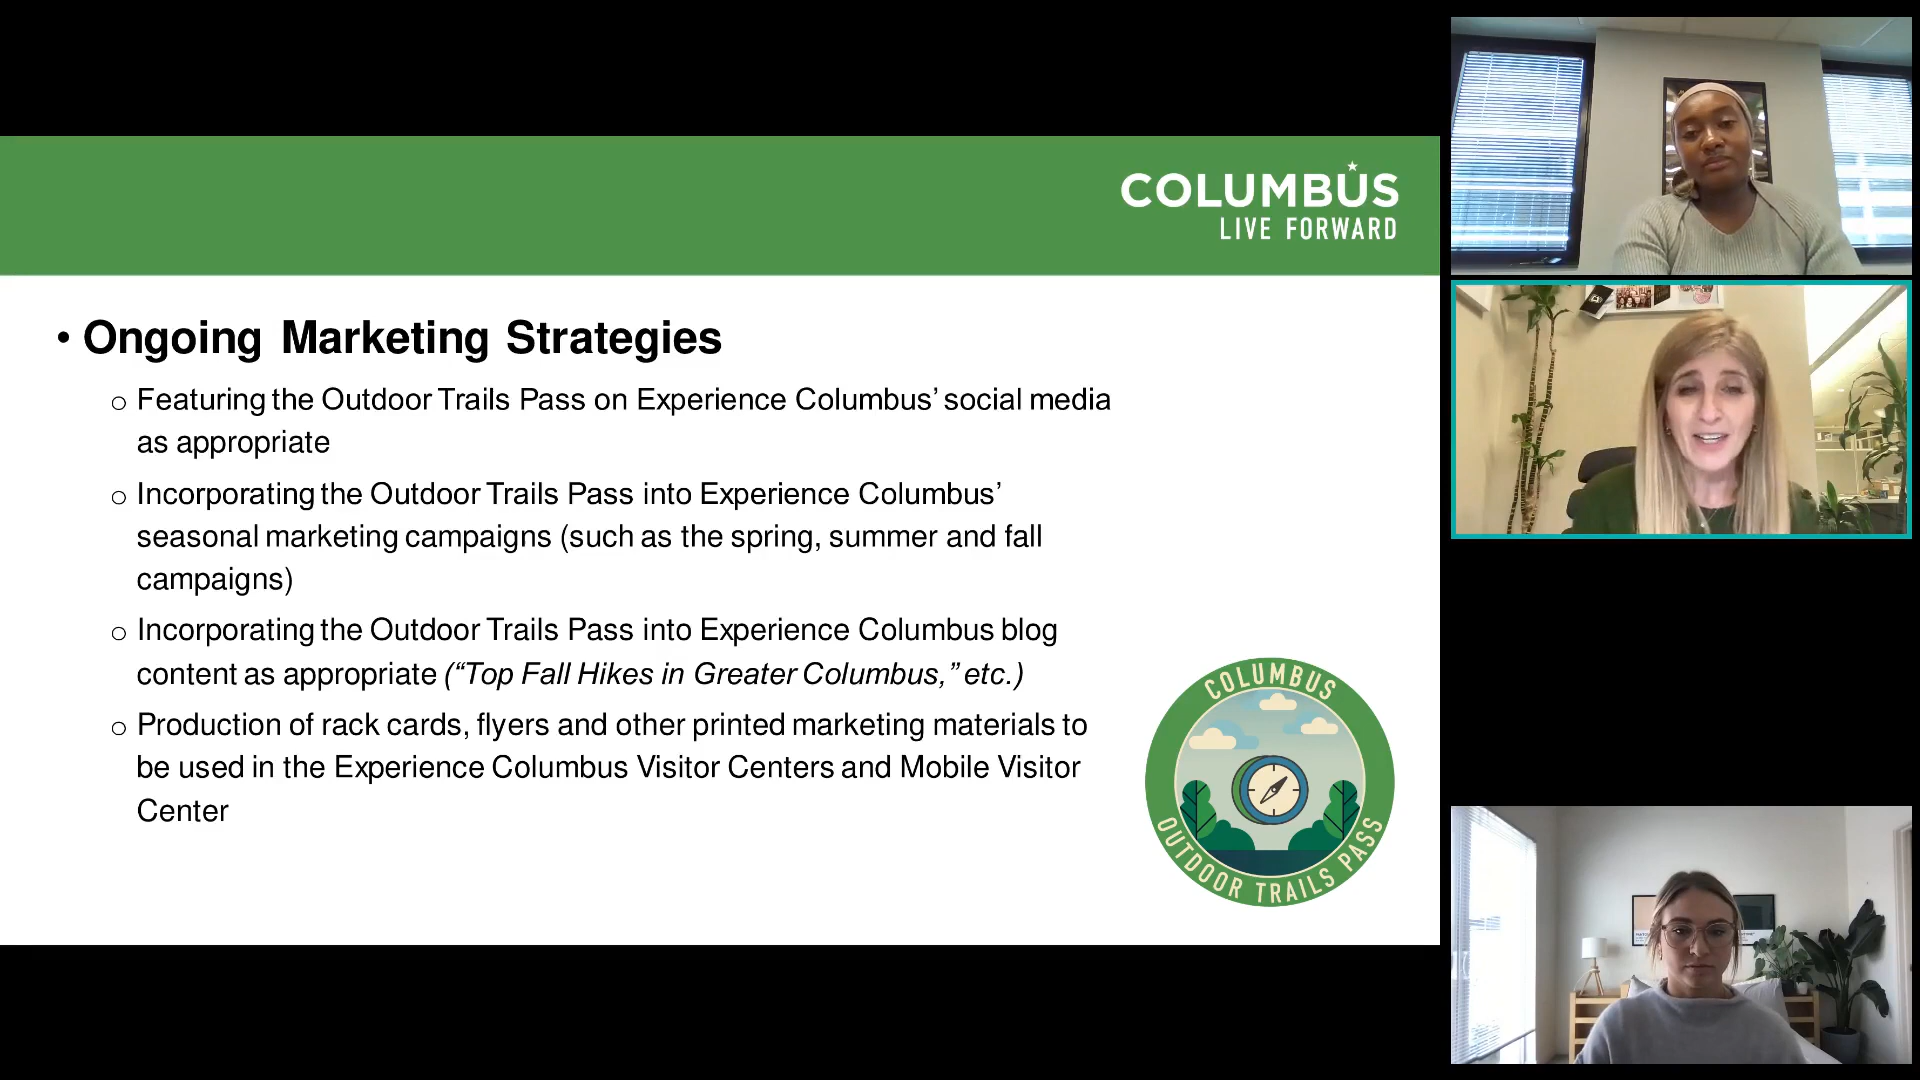 COLUMBUS
LIVE FORWARD
• Ongoing Marketing Strategies
o Featuring the Outdoor Trails Pass on Experience Columbus’ social media
as appropriate
o Incorporating the Outdoor Trails Pass into Experience Columbus’
seasonal marketing campaigns (such as the spring, summer and fall
campaigns)
o Incorporating the Outdoor Trails Pass into Experience Columbus blog
content as appropriate (“Top Fall Hikes in Greater Columbus,” etc.)
o Production of rack cards, flyers and other printed marketing materials to
be used in the Experience Columbus Visitor Centers and Mobile Visitor
Center
COLUMBUS
OUTDOOR TRAILS PASS